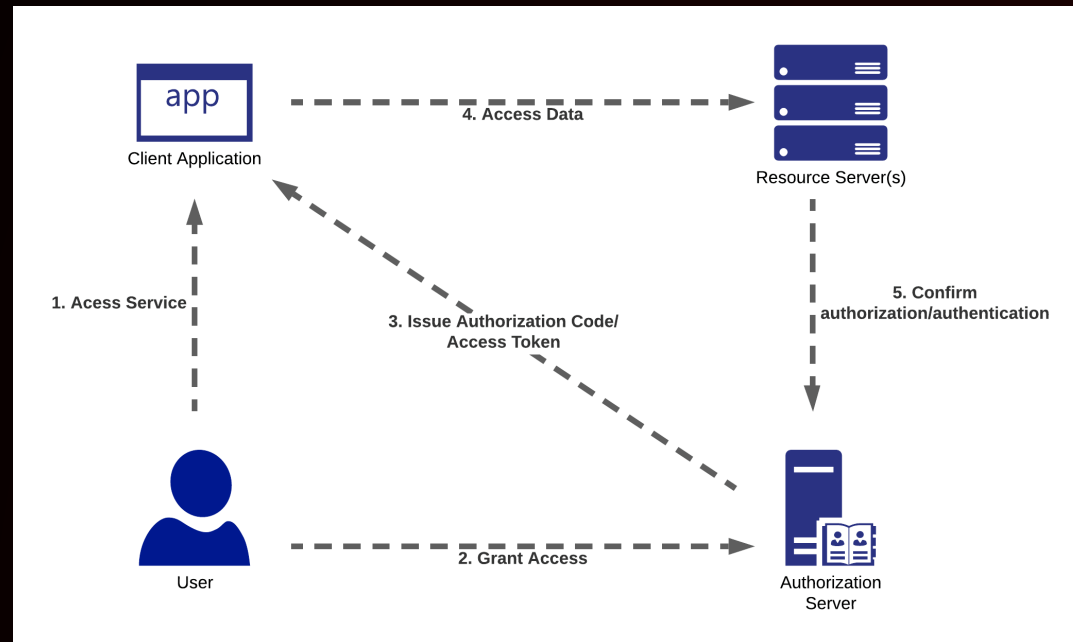 app
Client Application
4. Access Data
Resource Server(s)
1. Acess Service
3. Issue Authorization Code/
Access Token
5. Confirm
authorization/authentication
User
2. Grant Access
Authorization
Server